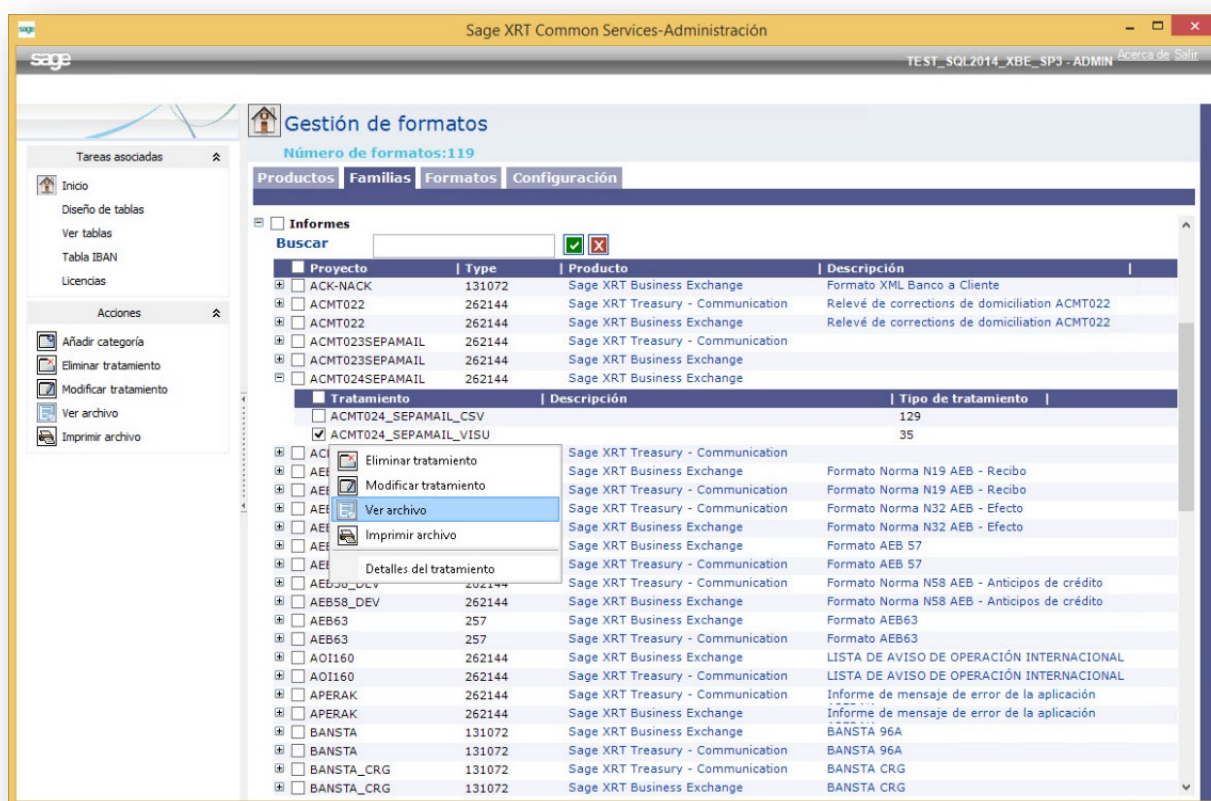 sage
Sage XRT Common Services-Administración
sage
TEST_SQL2014_XBE_SP3 - ADMIN Acerca de Salir
Gestión de formatos
Número de formatos:119
Tareas asociadas
Inicio
Diseño de tablas
Ver tablas
Tabla IBAN
Licencias
Acciones
Añadir categoría
Eliminar tratamiento
Modificar tratamiento
Ver archivo
Imprimir archivo
Productos Familias Formatos Configuración
Informes
Buscar
Proyecto | Type | Producto | Descripción |
ACK-NACK 131072 Sage XRT Business Exchange Formato XML Banco a Cliente
ACMT022 262144 Sage XRT Treasury - Communication Relevé de corrections de domiciliation ACMT022
ACMT022 262144 Sage XRT Business Exchange Relevé de corrections de domiciliation ACMT022
ACMT023SEPAMAIL 262144 Sage XRT Treasury - Communication
ACMT023SEPAMAIL 262144 Sage XRT Business Exchange
ACMT024SEPAMAIL 262144 Sage XRT Business Exchange
Tratamiento | Descripción | Tipo de tratamiento |
ACMT024_SEPAMAIL_CSV 129
ACMT024_SEPAMAIL_VISU 35
Sage XRT Treasury - Communication
Eliminar tratamiento
Modificar tratamiento
Ver archivo
Imprimir archivo
Detalles del tratamiento
Sage XRT Business Exchange Formato Norma N19 AEB - Recibo
Sage XRT Treasury - Communication Formato Norma N19 AEB - Recibo
Sage XRT Treasury - Communication Formato Norma N32 AEB - Efecto
Sage XRT Business Exchange Formato Norma N32 AEB - Efecto
Sage XRT Business Exchange Formato AEB 57
Sage XRT Treasury - Communication Formato AEB 57
AEB58_DEV 262144 Sage XRT Treasury - Communication Formato Norma N58 AEB - Anticipos de crédito
AEB58_DEV 262144 Sage XRT Business Exchange Formato Norma N58 AEB - Anticipos de crédito
AEB63 257 Sage XRT Business Exchange Formato AEB63
AEB63 257 Sage XRT Treasury - Communication Formato AEB63
AOI160 262144 Sage XRT Business Exchange LISTA DE AVISO DE OPERACIÓN INTERNACIONAL
AOI160 262144 Sage XRT Treasury - Communication LISTA DE AVISO DE OPERACIÓN INTERNACIONAL
APERAK 262144 Sage XRT Treasury - Communication Informe de mensaje de error de la aplicación
APERAK 262144 Sage XRT Business Exchange Informe de mensaje de error de la aplicación
BANSTA 131072 Sage XRT Business Exchange BANSTA 96A
BANSTA 131072 Sage XRT Treasury - Communication BANSTA 96A
BANSTA_CRG 131072 Sage XRT Treasury - Communication BANSTA CRG
BANSTA_CRG 131072 Sage XRT Business Exchange BANSTA CRG